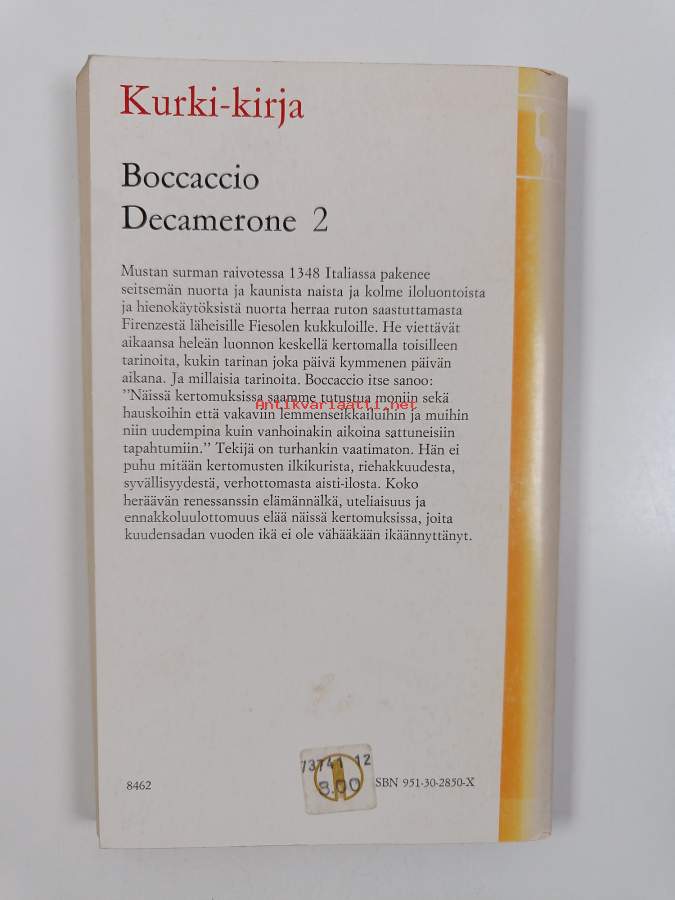 Kurki-kirja
Boccaccio
Decamerone 2
Mustan surman raivotessa 1348 Italiassa pakenee
seitsemän nuorta ja kaunista naista ja kolme iloluontoista
ja hienokäytöksistä nuorta herraa ruton saastuttamasta
Firenzestä läheisille Fiesolen kukkuloille. He viettävät
aikaansa heleän luonnon keskellä kertomalla toisilleen
tarinoita, kukin tarinan joka päivä kymmenen päivän
aikana. Ja millaisia tarinoita. Boccaccio itse sanoo:
”Näissä kertomuksissa saamme tutustua moniin sekä
Antikvariaatti.net
hauskoihin että vakaviin lemmenseikkailuihin ja muihin
niin uudempina kuin vanhoinakin aikoina sattuneisiin
tapahtumiin.” Tekijä on turhankin vaatimaton. Hän ei
puhu mitään kertomusten ilkikurista, riehakkuudesta,
syvällisyydestä, verhottomasta aisti-ilosta. Koko
heräävän renessanssin elämännälkä, uteliaisuus ja
ennakkoluulottomuus elää näissä kertomuksissa, joita
kuudensadan vuoden ikä ei ole vähääkään ikäännyttänyt.
73741 12
8.00
8462
SBN 951-30-2850-X